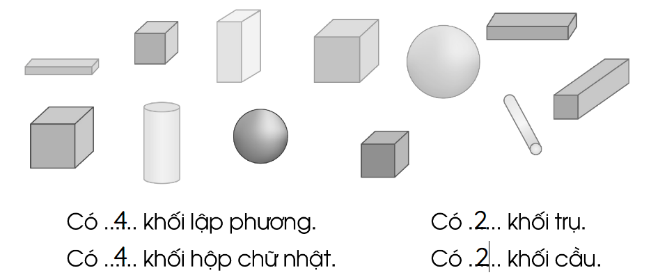 Có ..4.. khối lập phương. Có ..2... khối trụ.
Có ..4.. khối hộp chữ nhật. Có ..2... khối cầu.